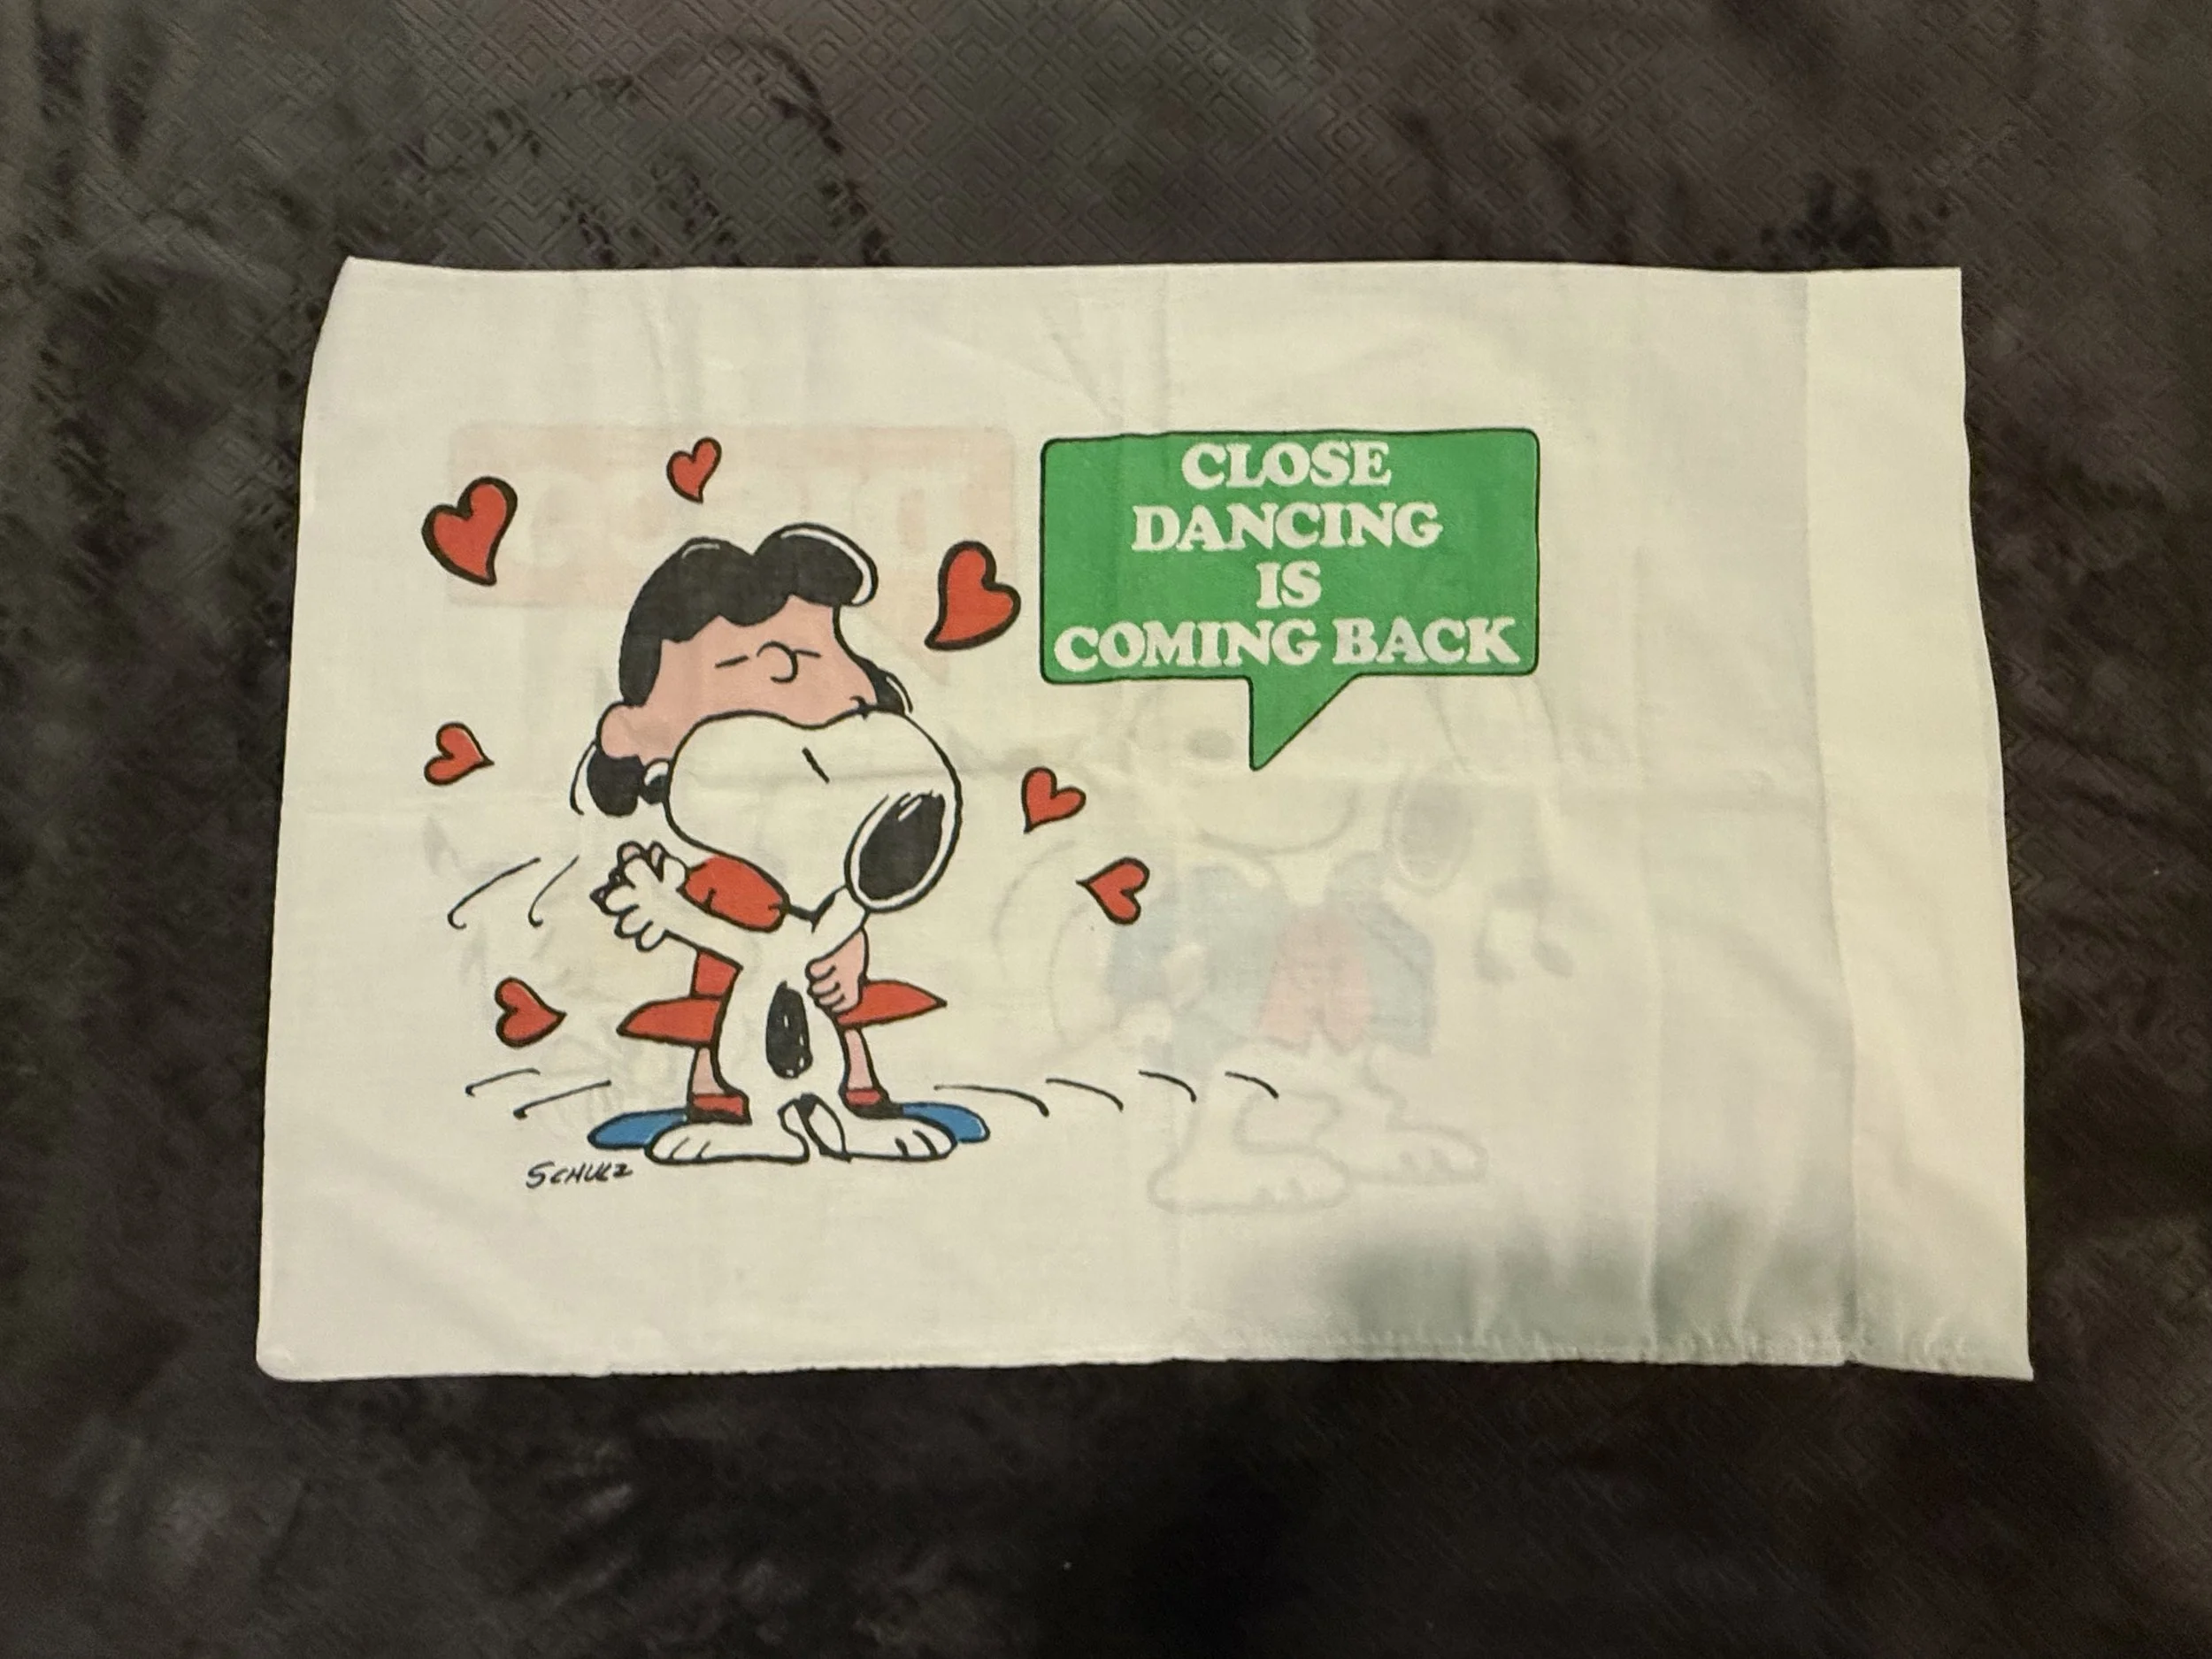 CLOSE
DANCING
IS
COMING BACK
SCHULZ